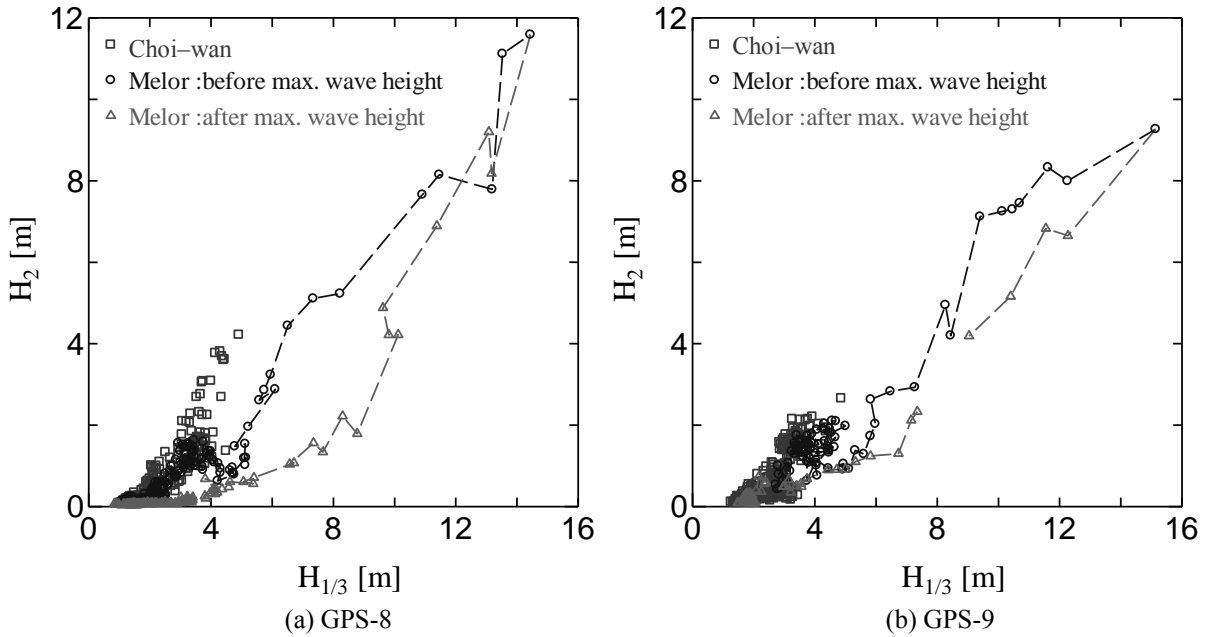 12
8
4
0
H2 [m]
□ Choi–wan
○ Melor :before max. wave height
△ Melor :after max. wave height
0 4 8 12 16
H1/3 [m]
(a) GPS-8
12
8
4
0
H2 [m]
□ Choi–wan
○ Melor :before max. wave height
△ Melor :after max. wave height
0 4 8 12 16
H1/3 [m]
(b) GPS-9